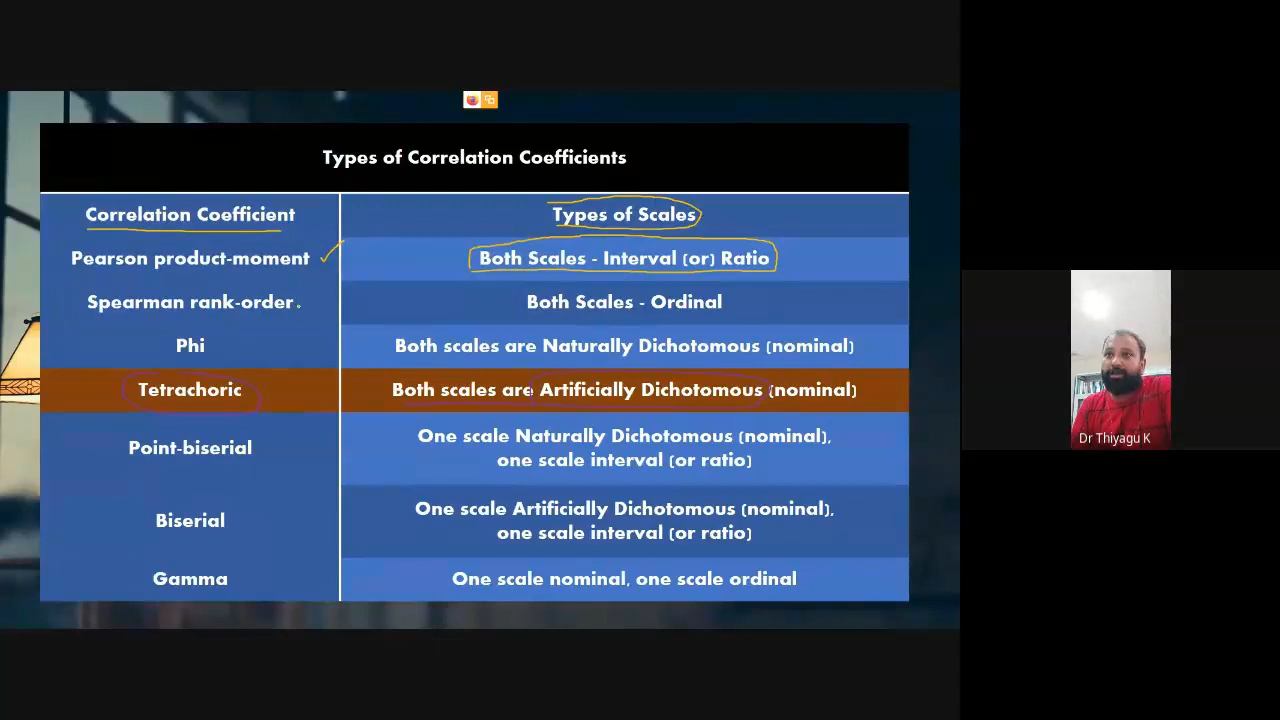 Types of Correlation Coefficients
Correlation Coefficient
Types of Scales
Pearson product-moment
Both Scales - Interval (or) Ratio
Spearman rank-order
Both Scales - Ordinal
Phi
Both scales are Naturally Dichotomous (nominal)
Tetrachoric
Both scales are Artificially Dichotomous (nominal)
Point-biserial
One scale Naturally Dichotomous (nominal),
one scale interval (or ratio)
Biserial
One scale Artificially Dichotomous (nominal),
one scale interval (or ratio)
Gamma
One scale nominal, one scale ordinal
Dr Thiyagu K